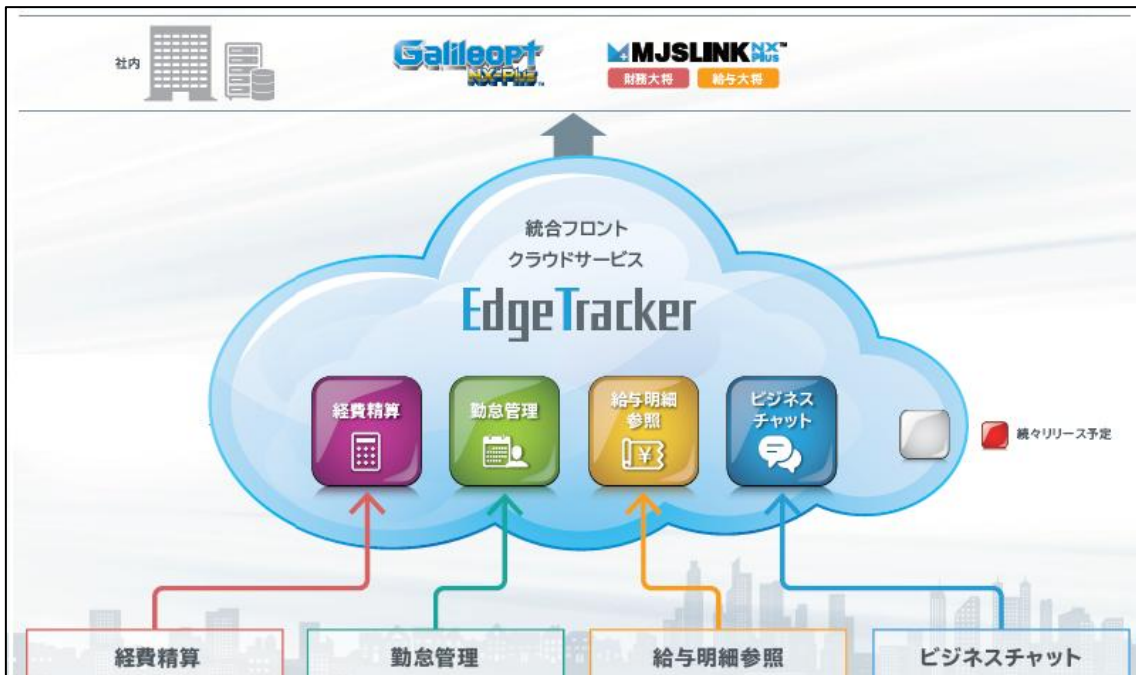 社内
Galileopt
NX-Plus
MJSLINK NX Plus™
財務大将
給与大将
統合フロント
クラウドサービス
EdgeTracker
経費精算
勤怠管理
給与明細
参照
ビジネス
チャット
続々リリース予定
経費精算
勤怠管理
給与明細参照
ビジネスチャット